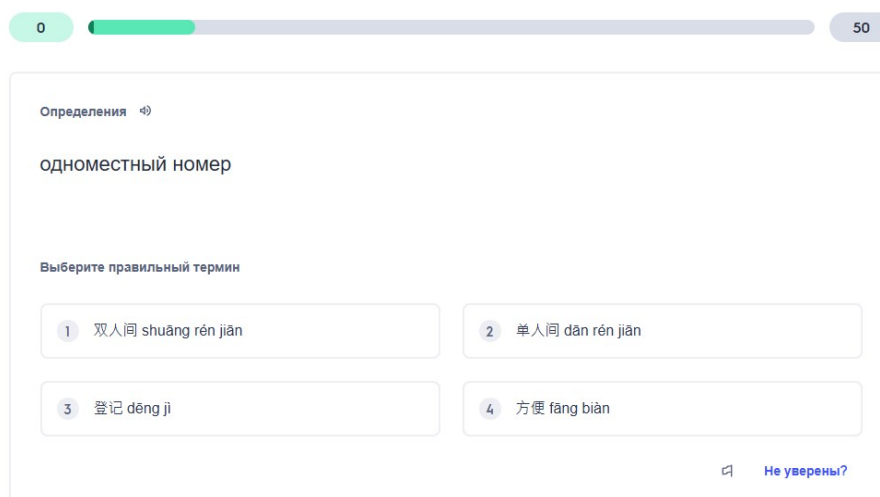 0
50
Определения
одноместный номер
Выберите правильный термин
1 双人间 shuāng rén jiān
2 单人间 dān rén jiān
3 登记 dēng jì
4 方便 fāng biàn
Не уверены?